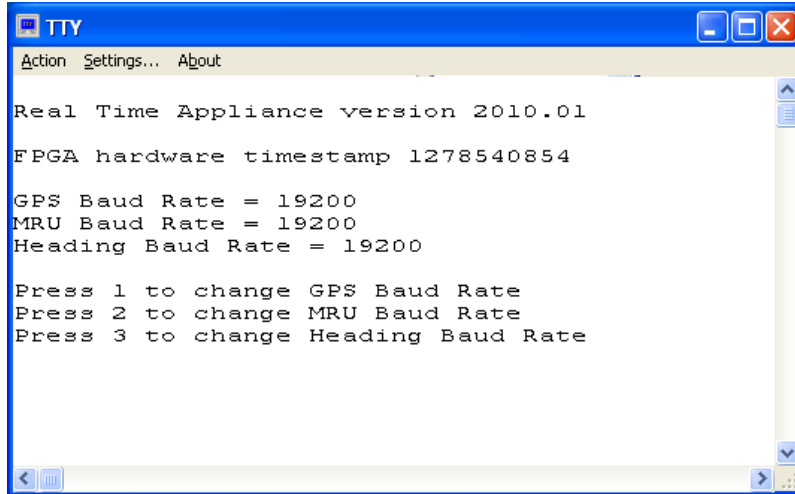 TTY
Action Settings... About
Real Time Appliance version 2010.01
FPGA hardware timestamp 1278540854
GPS Baud Rate = 19200
MRU Baud Rate = 19200
Heading Baud Rate = 19200
Press 1 to change GPS Baud Rate
Press 2 to change MRU Baud Rate
Press 3 to change Heading Baud Rate